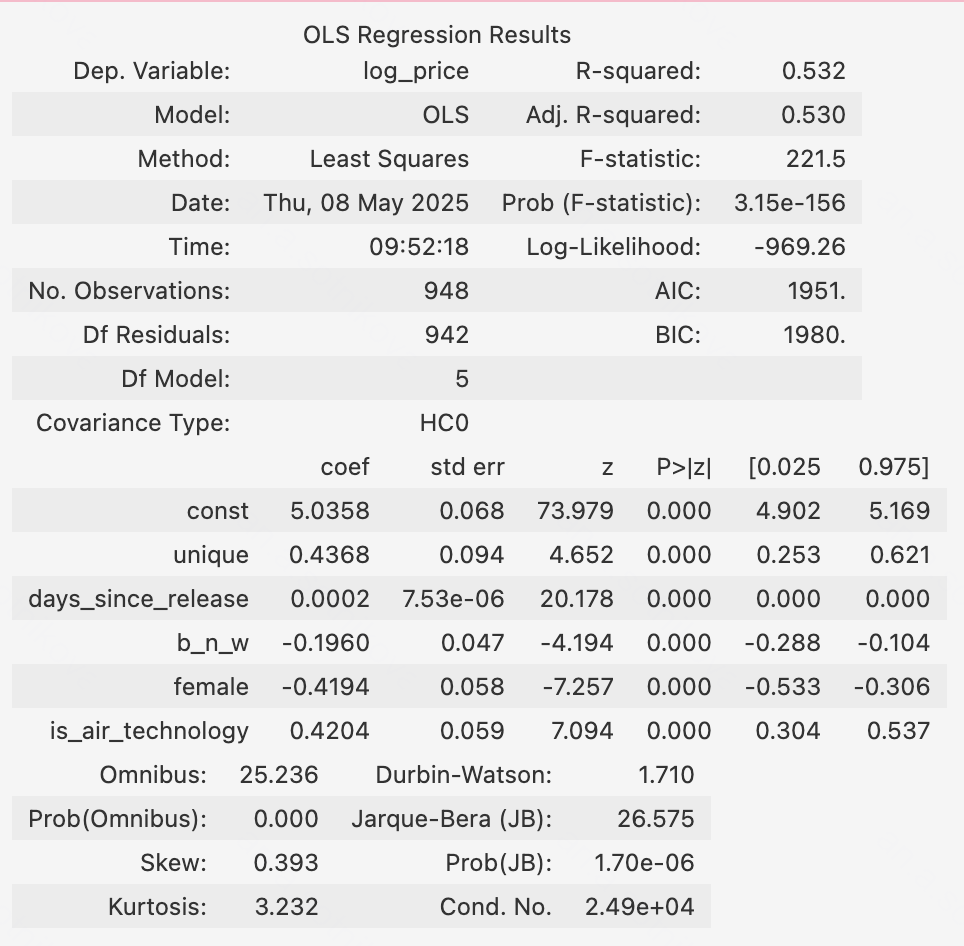 OLS Regression Results
Dep. Variable: log_price R-squared: 0.532
Model: OLS Adj. R-squared: 0.530
Method: Least Squares F-statistic: 221.5
Date: Thu, 08 May 2025 Prob (F-statistic): 3.15e-156
Time: 09:52:18 Log-Likelihood: -969.26
No. Observations: 948 AIC: 1951.
Df Residuals: 942 BIC: 1980.
Df Model: 5
Covariance Type: HC0
coef std err z P>|z| [0.025 0.975]
const 5.0358 0.068 73.979 0.000 4.902 5.169
unique 0.4368 0.094 4.652 0.000 0.253 0.621
days_since_release 0.0002 7.53e-06 20.178 0.000 0.000 0.000
b_n_w -0.1960 0.047 -4.194 0.000 -0.288 -0.104
female -0.4194 0.058 -7.257 0.000 -0.533 -0.306
is_air_technology 0.4204 0.059 7.094 0.000 0.304 0.537
Omnibus: 25.236 Durbin-Watson: 1.710
Prob(Omnibus): 0.000 Jarque-Bera (JB): 26.575
Skew: 0.393 Prob(JB): 1.70e-06
Kurtosis: 3.232 Cond. No. 2.49e+04